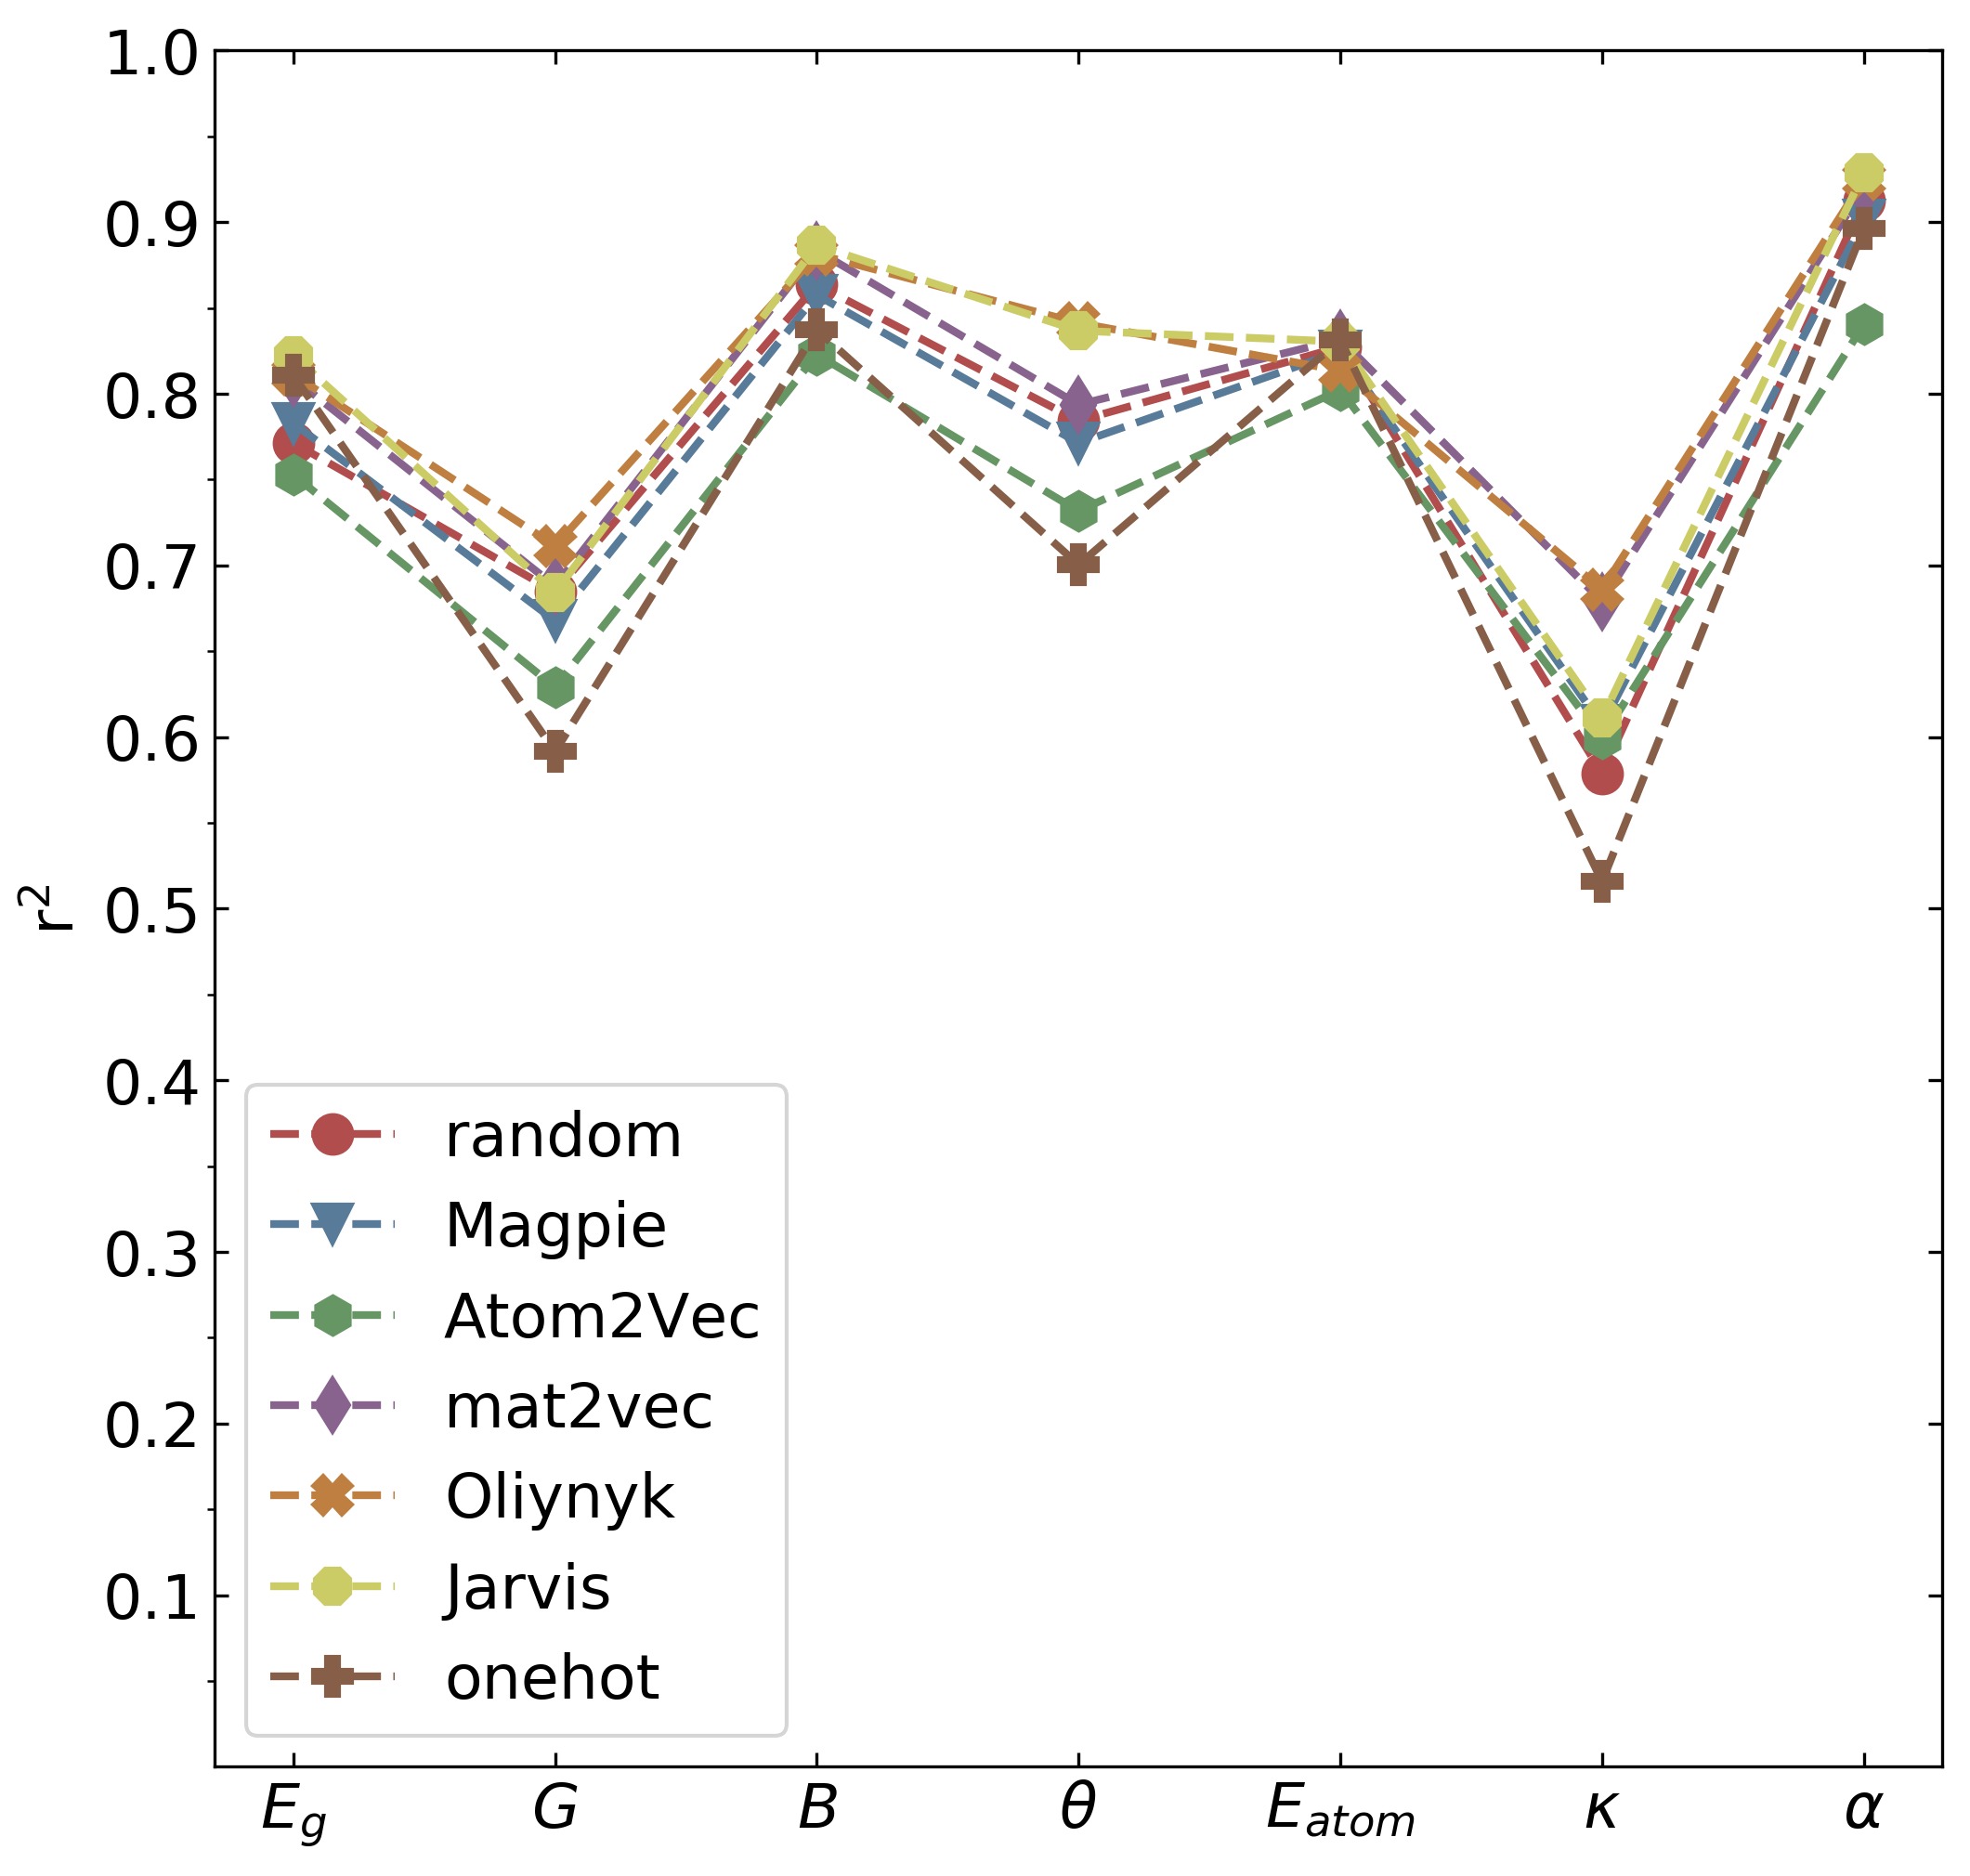 1.0
0.9
0.8
0.7
0.6
0.5
0.4
0.3
0.2
0.1
r²
random
Magpie
Atom2Vec
mat2vec
Oliynyk
Jarvis
onehot
E_g G B θ E_atom κ α